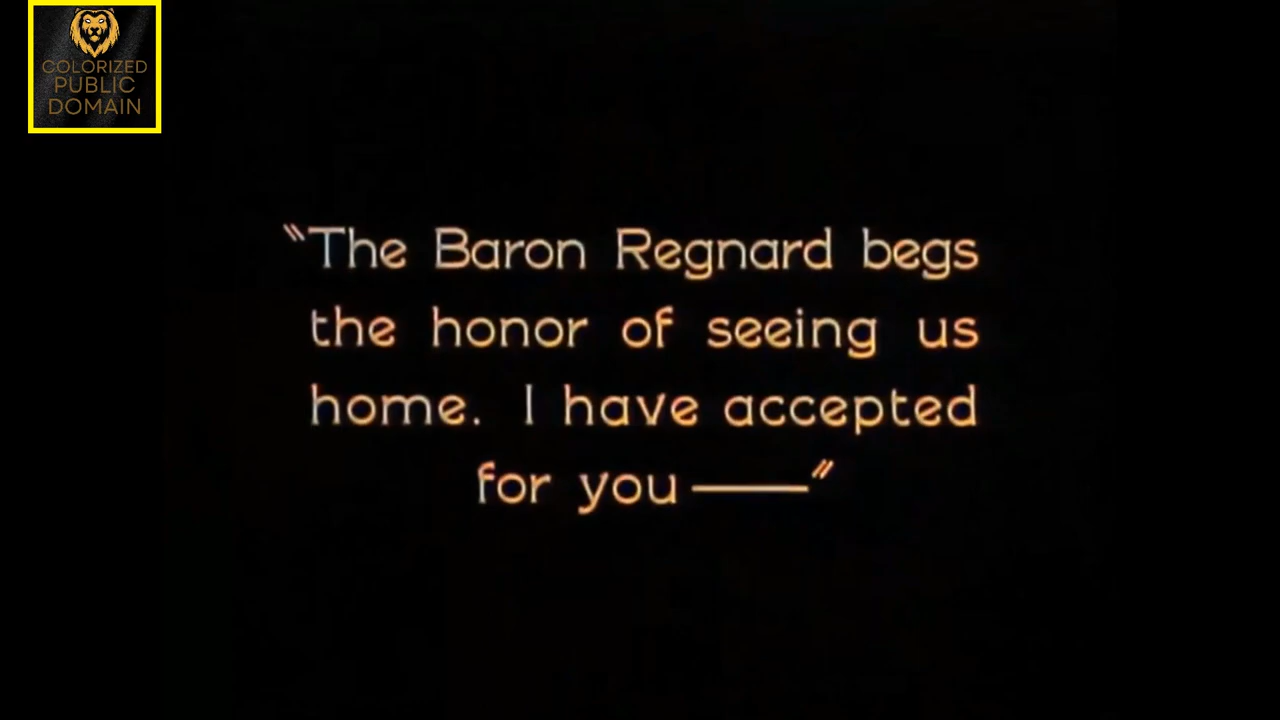 COLORIZED
PUBLIC
DOMAIN
"The Baron Regnard begs
the honor of seeing us
home. I have accepted
for you——"